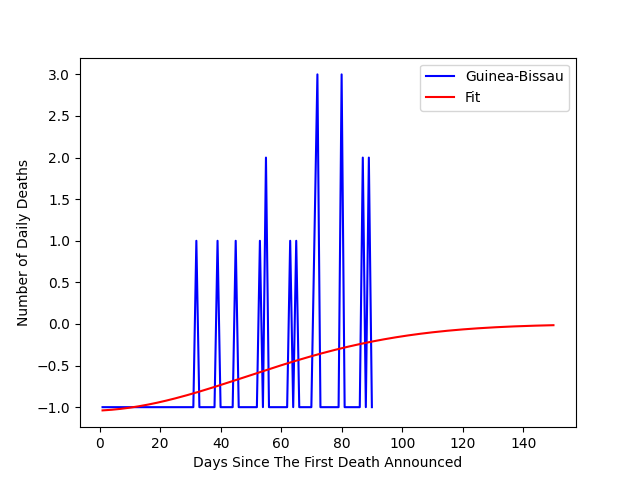 Guinea-Bissau
Fit
3.0
2.5
2.0
1.5
1.0
0.5
0.0
−0.5
−1.0
Number of Daily Deaths
0 20 40 60 80 100 120 140
Days Since The First Death Announced